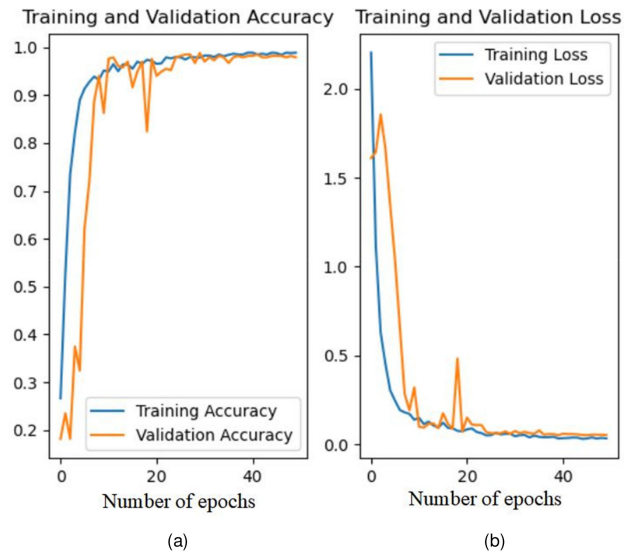 Training and Validation Accuracy
1.0
0.9
0.8
0.7
0.6
0.5
0.4
0.3
0.2
Training Accuracy
Validation Accuracy
0
20
40
Number of epochs
(a)
Training and Validation Loss
Training Loss
Validation Loss
2.0
1.5
1.0
0.5
0.0
0
20
40
Number of epochs
(b)